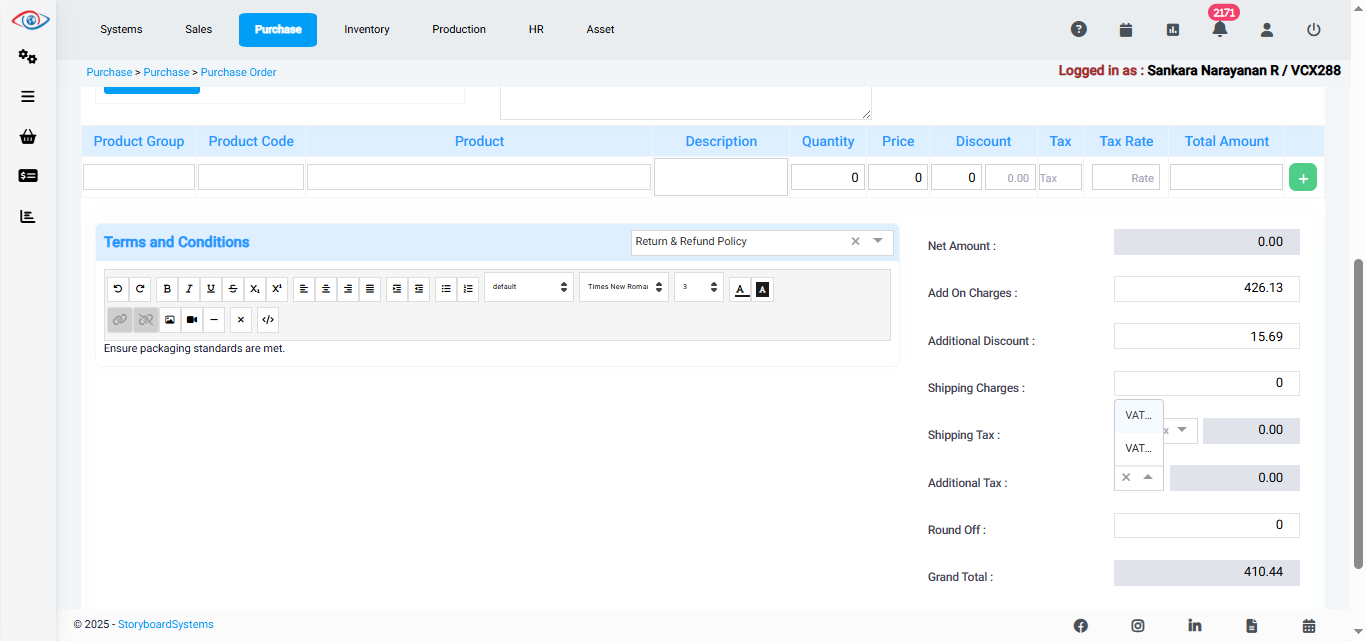 2171
Systems Sales Purchase Inventory Production HR Asset
Purchase > Purchase > Purchase Order
Logged in as : Sankara Narayanan R / VCX288
Product Group Product Code Product Description Quantity Price Discount Tax Tax Rate Total Amount
0 0 0 0.00 Tax Rate +
Terms and Conditions
Return & Refund Policy
default Times New Roma 3
Ensure packaging standards are met.
Net Amount : 0.00
Add On Charges : 426.13
Additional Discount : 15.69
Shipping Charges : 0
VAT...
Shipping Tax : x 0.00
VAT...
Additional Tax : 0.00
Round Off : 0
Grand Total : 410.44
© 2025 - StoryboardSystems